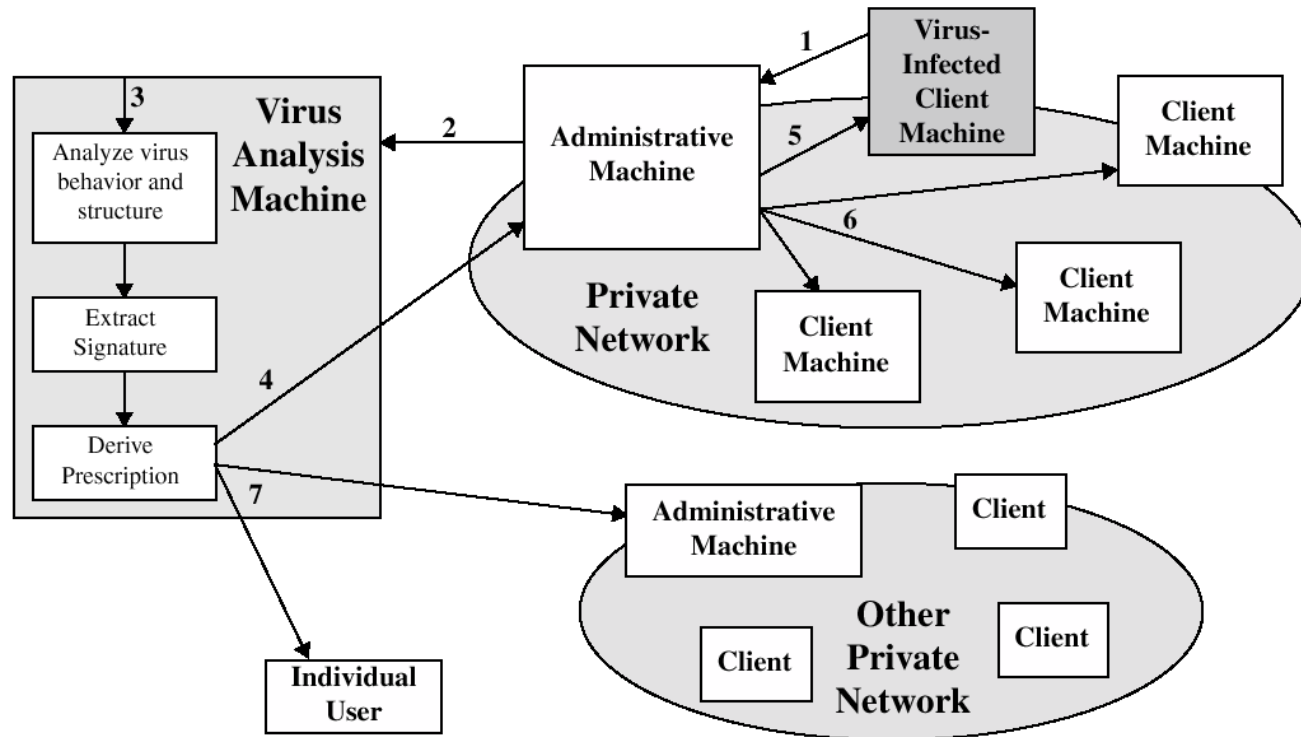 1
Virus-
Infected
Client
Machine
3
Virus
Analysis
Machine
Analyze virus
behavior and
structure
2
Administrative
Machine
5
Client
Machine
6
Client
Machine
Private
Network
Client
Machine
Extract
Signature
4
Derive
Prescription
7
Administrative
Machine
Client
Other
Private
Network
Client
Client
Individual
User